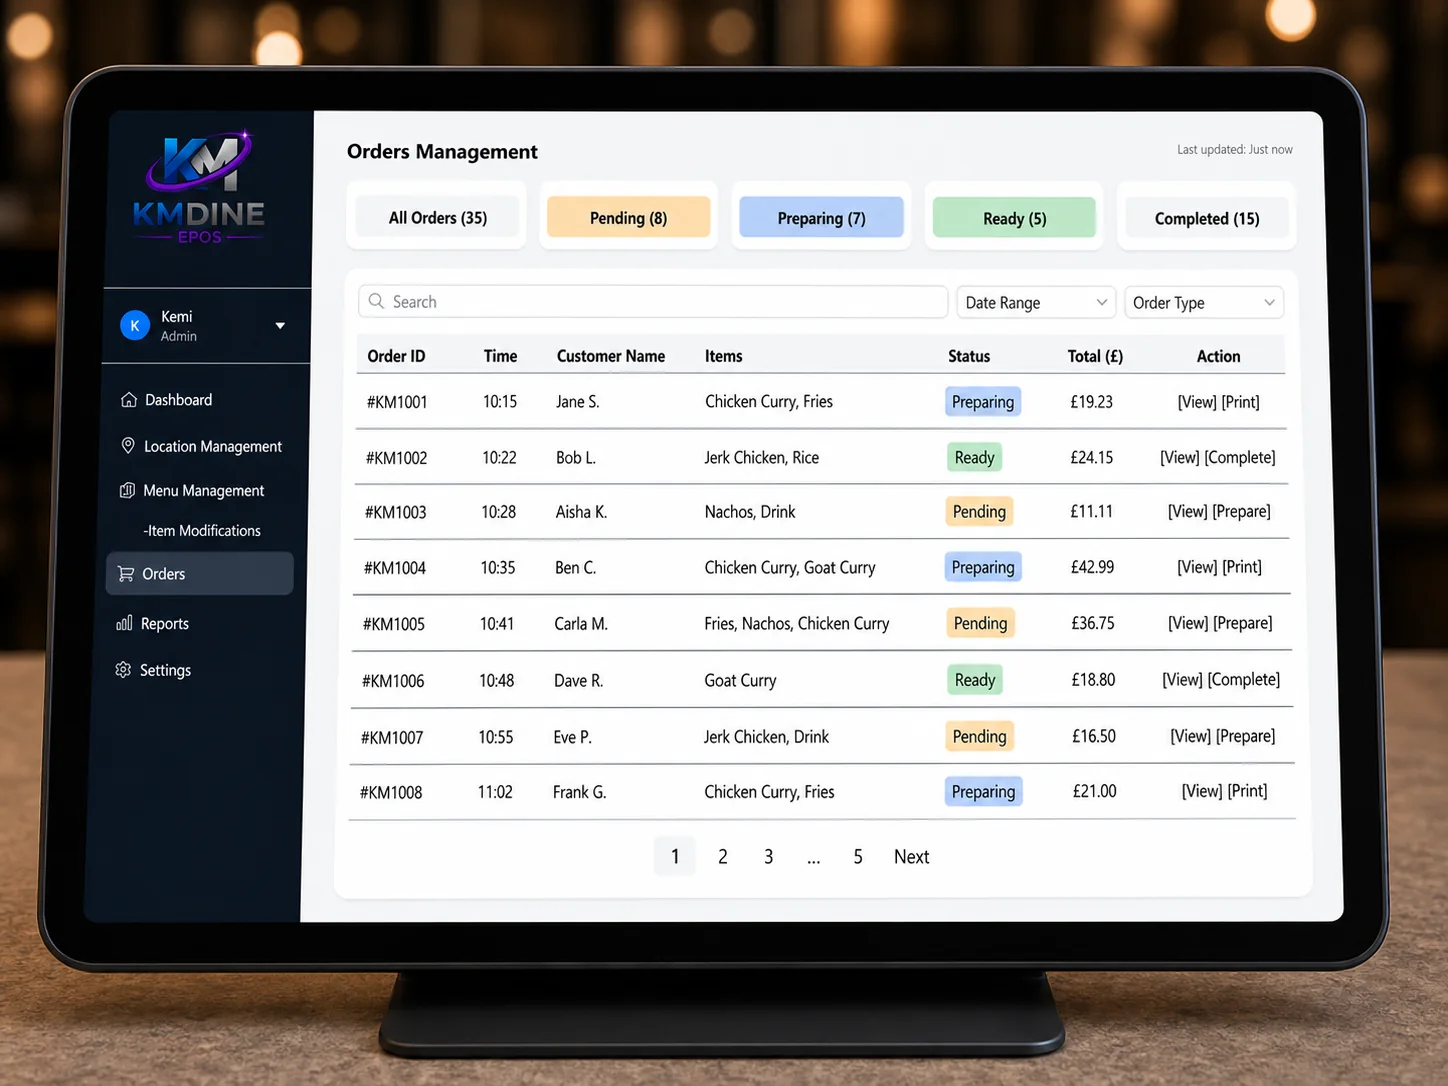 KM
KMDINE
EPOS
K
Kemi
Admin
Dashboard
Location Management
Menu Management
-Item Modifications
Orders
Reports
Settings
Orders Management
Last updated: Just now
All Orders (35) Pending (8) Preparing (7) Ready (5) Completed (15)
Search Date Range Order Type
Order ID Time Customer Name Items Status Total (£) Action
#KM1001 10:15 Jane S. Chicken Curry, Fries Preparing £19.23 [View] [Print]
#KM1002 10:22 Bob L. Jerk Chicken, Rice Ready £24.15 [View] [Complete]
#KM1003 10:28 Aisha K. Nachos, Drink Pending £11.11 [View] [Prepare]
#KM1004 10:35 Ben C. Chicken Curry, Goat Curry Preparing £42.99 [View] [Print]
#KM1005 10:41 Carla M. Fries, Nachos, Chicken Curry Pending £36.75 [View] [Prepare]
#KM1006 10:48 Dave R. Goat Curry Ready £18.80 [View] [Complete]
#KM1007 10:55 Eve P. Jerk Chicken, Drink Pending £16.50 [View] [Prepare]
#KM1008 11:02 Frank G. Chicken Curry, Fries Preparing £21.00 [View] [Print]
1 2 3 ... 5 Next